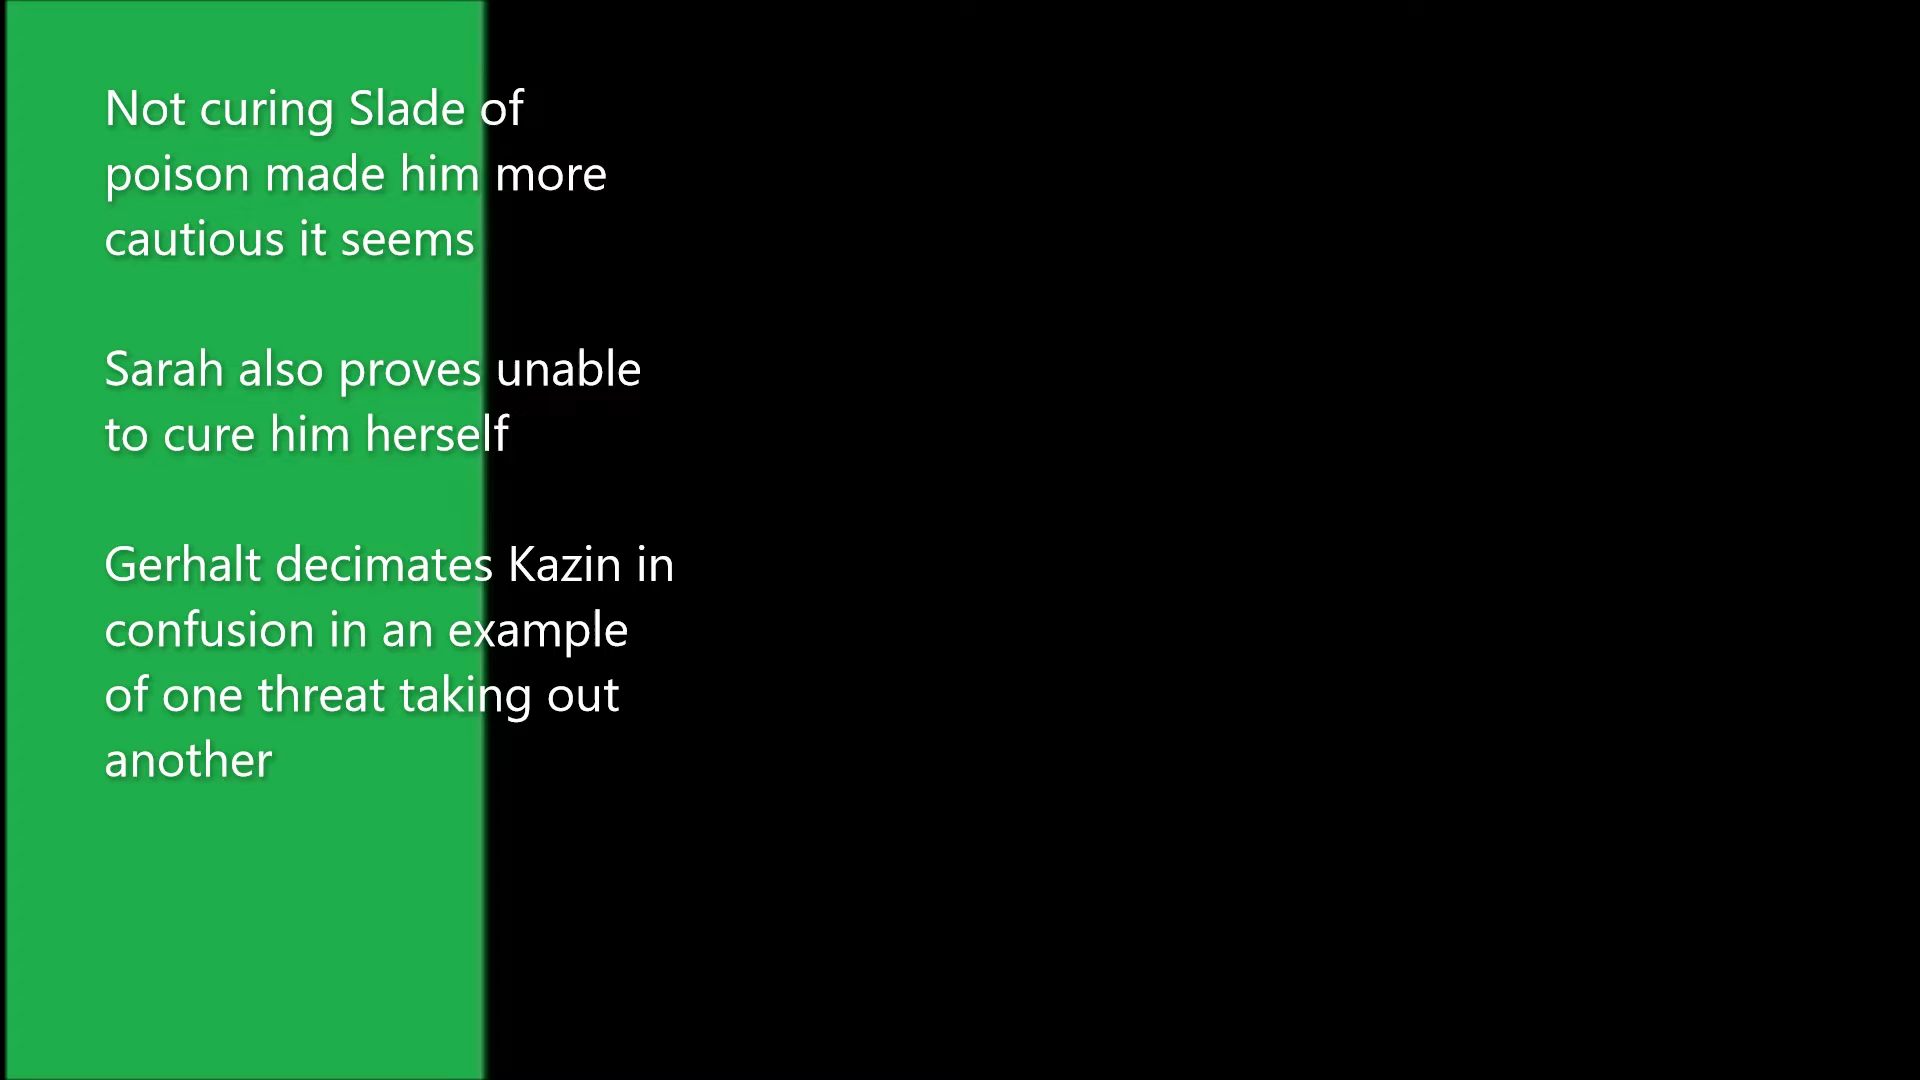 Not curing Slade of
poison made him more
cautious it seems
Sarah also proves unable
to cure him herself
Gerhalt decimates Kazin in
confusion in an example
of one threat taking out
another